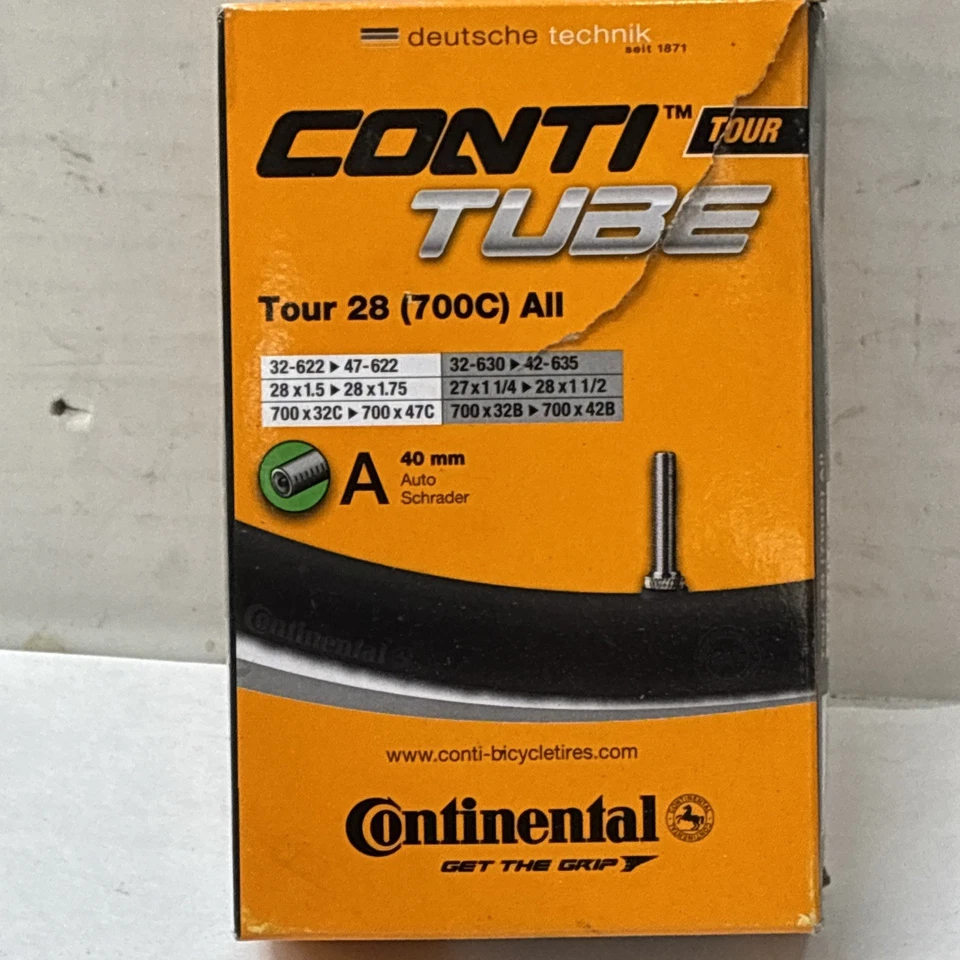 deutsche technik
seit 1871
CONTI™ TOUR
TUBE
Tour 28 (700C) All
32-622 ▶ 47-622 32-630 ▶ 42-635
28 x 1.5 ▶ 28 x 1.75 27 x 1 1/4 ▶ 28 x 1 1/2
700 x 32C ▶ 700 x 47C 700 x 32B ▶ 700 x 42B
A 40 mm
Auto
Schrader
Continental
www.conti-bicycletires.com
Continental
CONTINENTAL
CONTINENTAL
GET THE GRIP